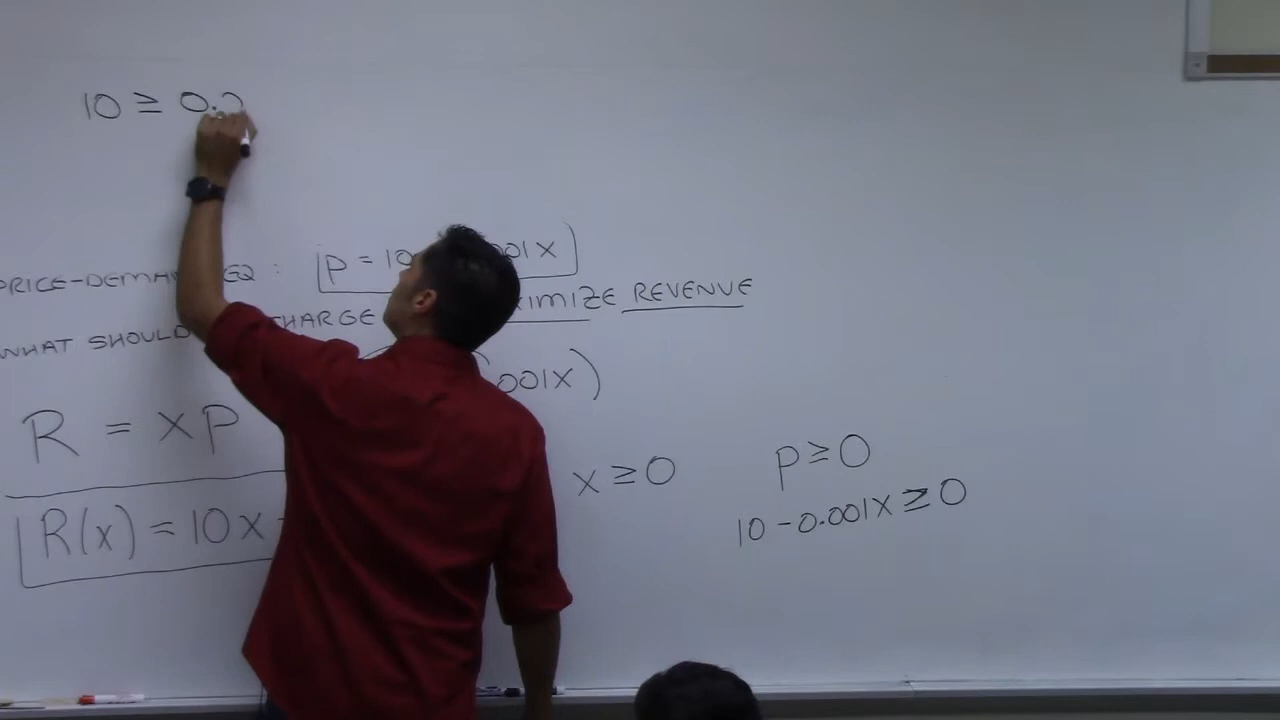 10 ≥ 0.0
PRICE-DEMAND EQ : p = 10 001X
WHAT SHOULD CHARGE MAXIMIZE REVENUE
001X)
R = XP
x ≥ 0
p ≥ 0
R(x) = 10x
10 - 0.001X ≥ 0